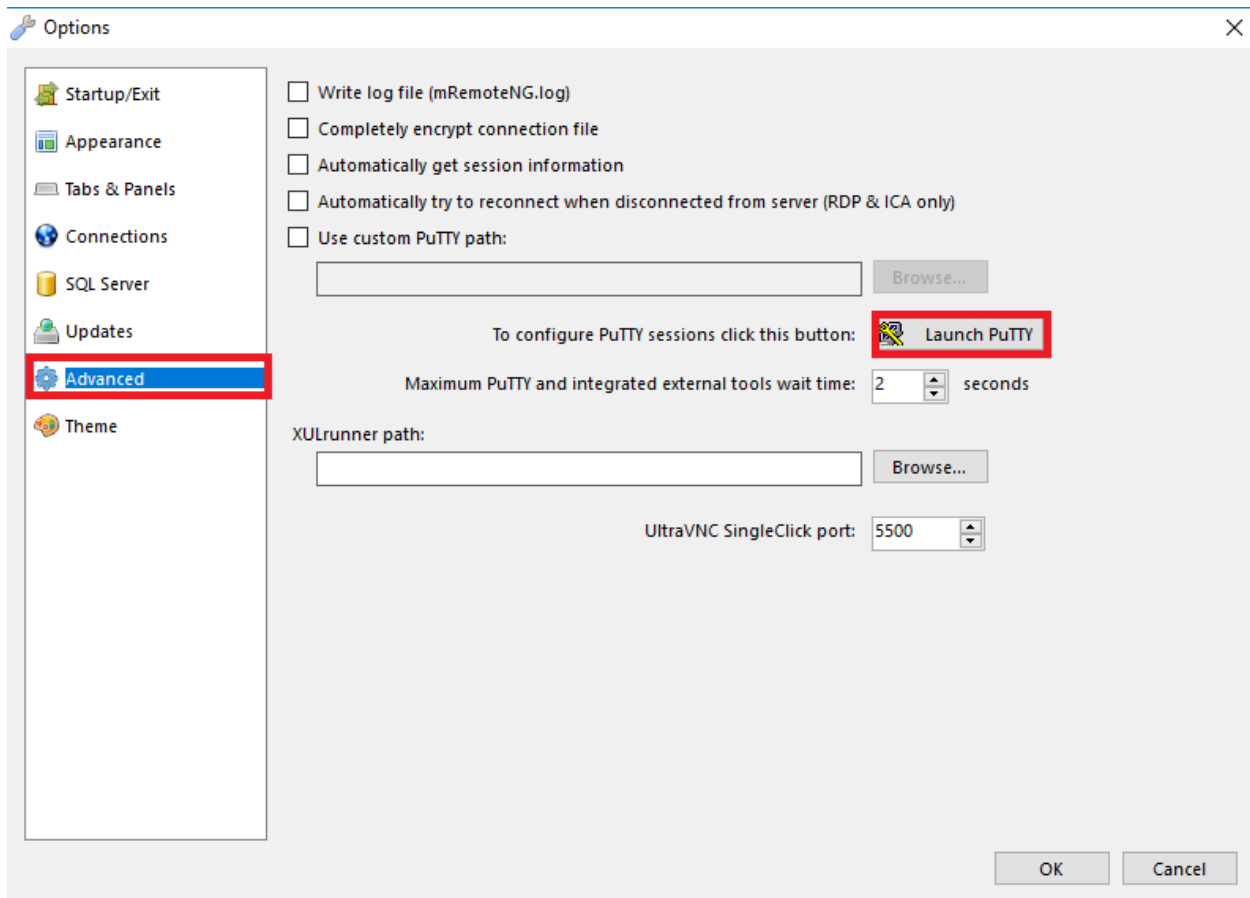 Options
Startup/Exit
Appearance
Tabs & Panels
Connections
SQL Server
Updates
Advanced
Theme
Write log file (mRemoteNG.log)
Completely encrypt connection file
Automatically get session information
Automatically try to reconnect when disconnected from server (RDP & ICA only)
Use custom PuTTY path:
Browse...
To configure PuTTY sessions click this button: Launch PuTTY
Maximum PuTTY and integrated external tools wait time: 2 seconds
XULrunner path:
Browse...
UltraVNC SingleClick port: 5500
OK Cancel